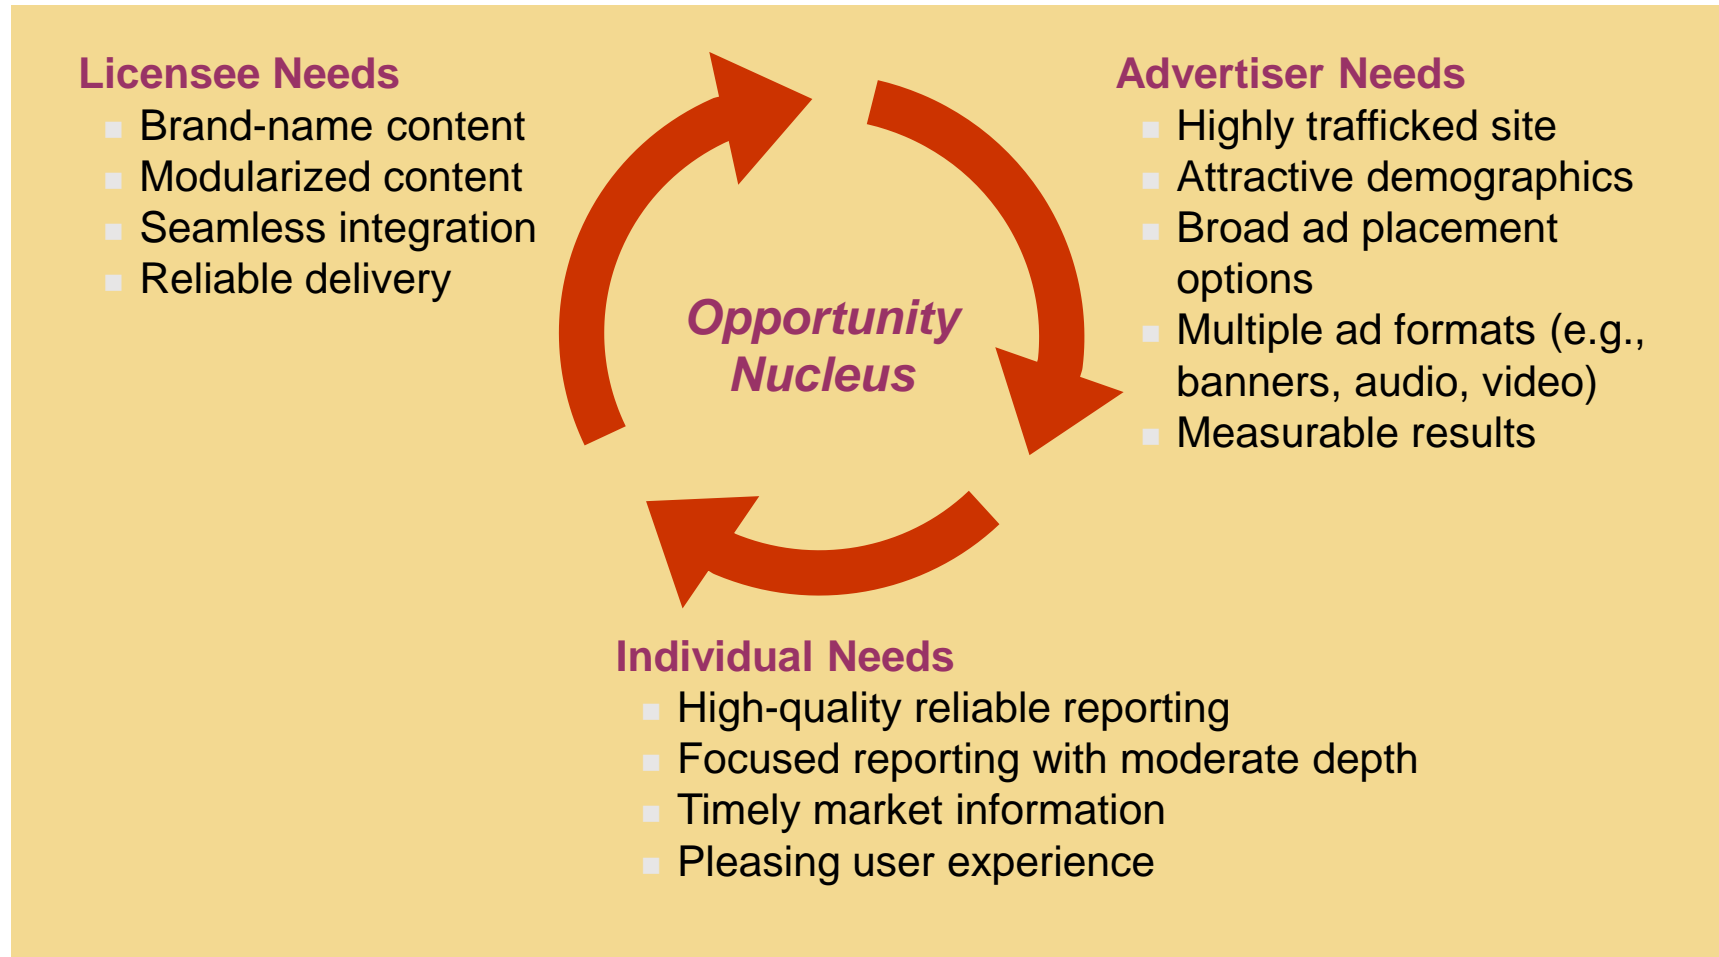 Licensee Needs
Brand-name content
Modularized content
Seamless integration
Reliable delivery
Opportunity
Nucleus
Advertiser Needs
Highly trafficked site
Attractive demographics
Broad ad placement
options
Multiple ad formats (e.g.,
banners, audio, video)
Measurable results
Individual Needs
High-quality reliable reporting
Focused reporting with moderate depth
Timely market information
Pleasing user experience